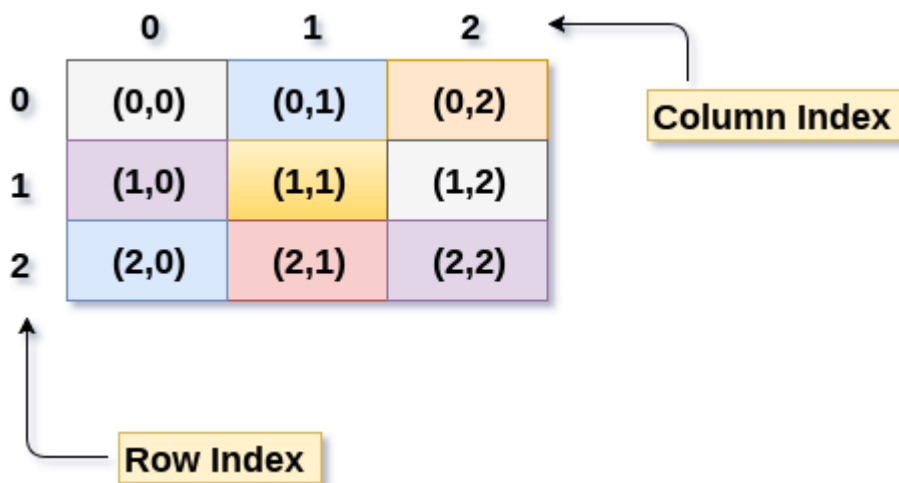 0 1 2
0 (0,0) (0,1) (0,2)
Column Index
1 (1,0) (1,1) (1,2)
2 (2,0) (2,1) (2,2)
Row Index